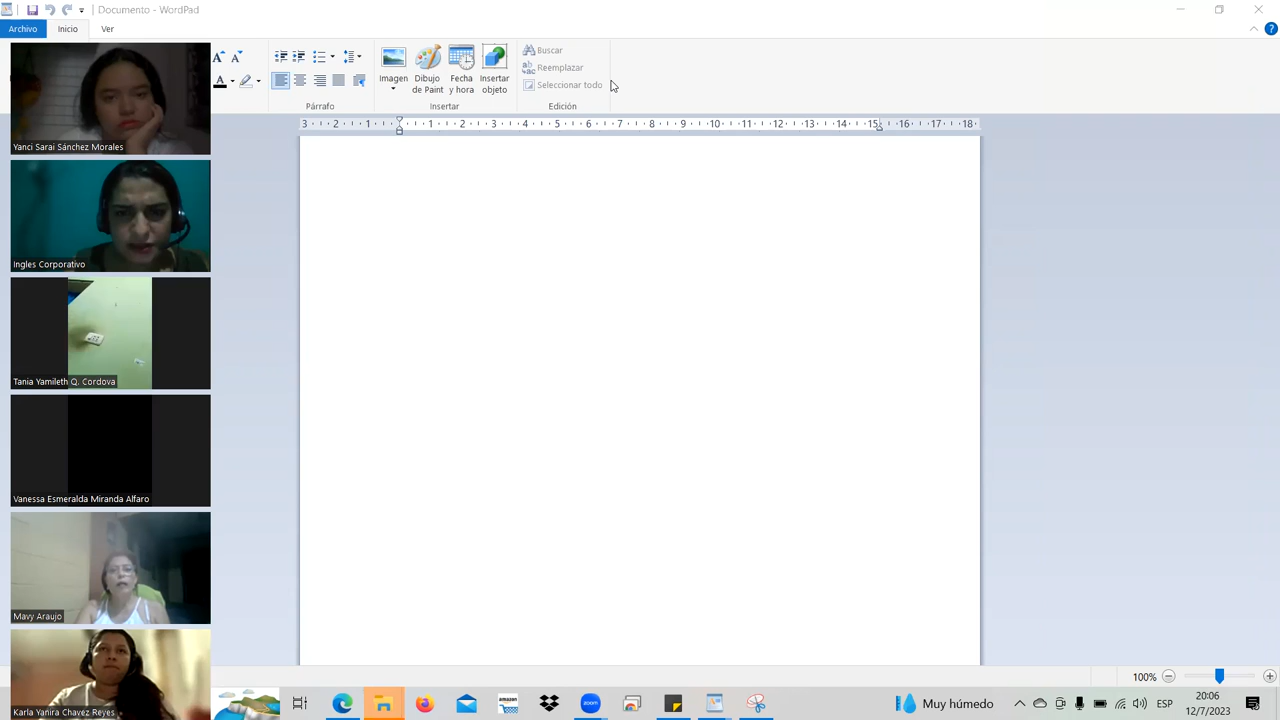 Documento - WordPad
Archivo
Inicio
Ver
Imagen
Dibujo de Paint
Fecha y hora
Insertar objeto
Buscar
Reemplazar
Seleccionar todo
Párrafo
Insertar
Edición
3 2 1 1 2 3 4 5 6 7 8 9 10 11 12 13 14 15 16 17 18
Yanci Sarai Sánchez Morales
Ingles Corporativo
Tania Yamileth Q. Cordova
Vanessa Esmeralda Miranda Alfaro
Mavy Araujo
Karla Yanira Chavez Reyes
100%
amazon
zoom
Muy húmedo
ESP
20:06
12/7/2023